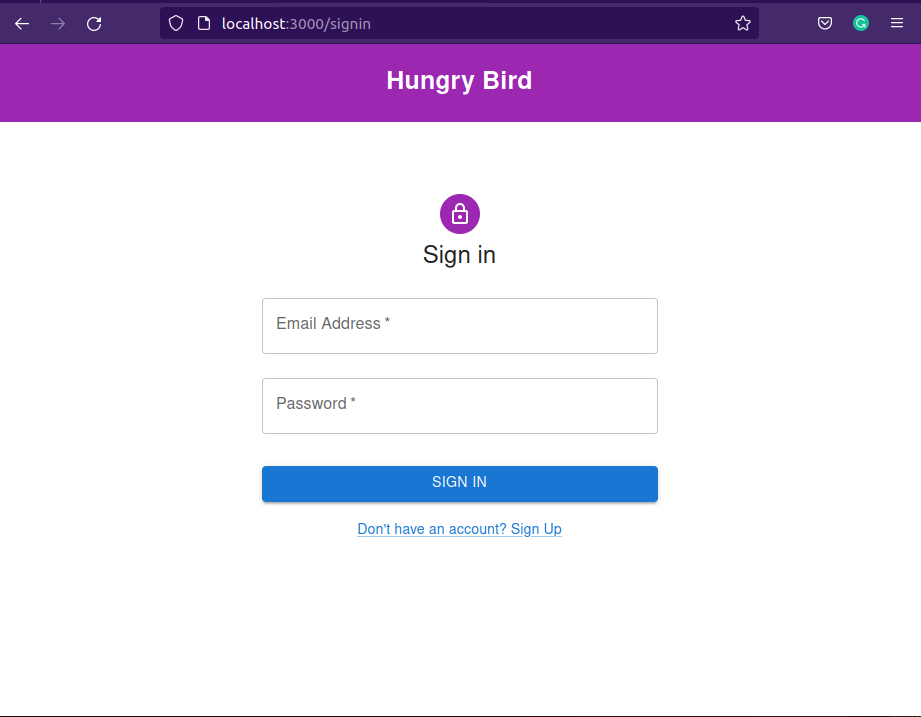 localhost:3000/signin
Hungry Bird
Sign in
Email Address *
Password *
SIGN IN
Don't have an account? Sign Up